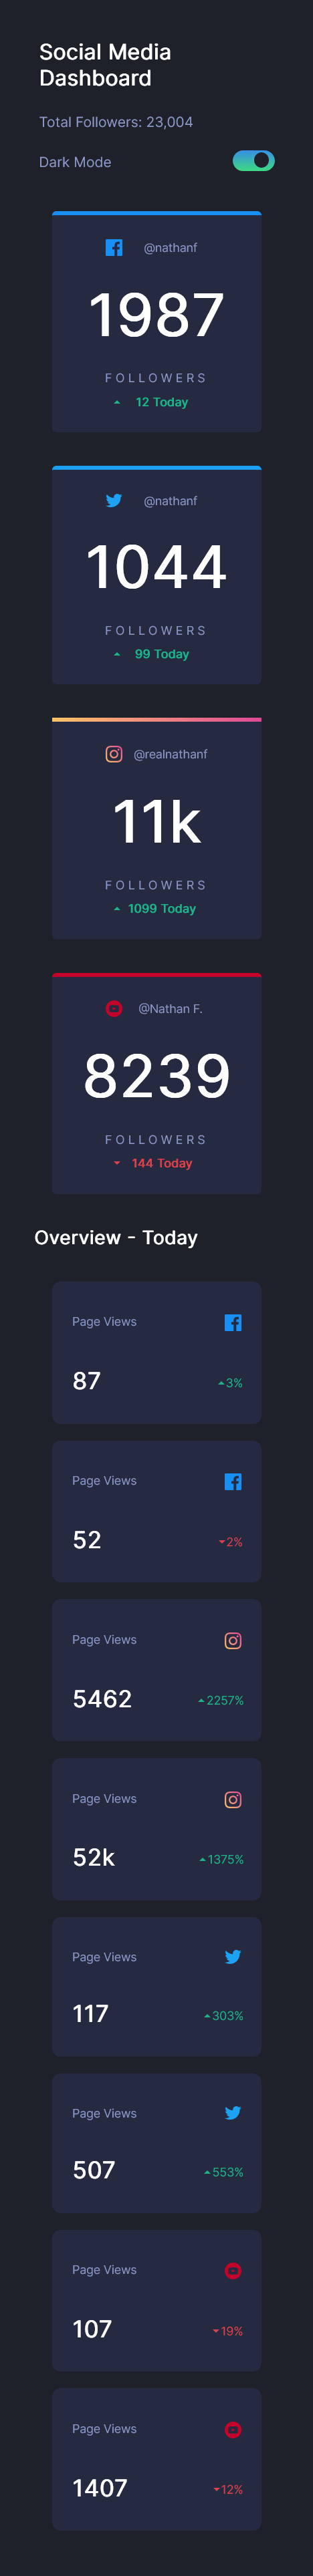 Social Media
Dashboard
Total Followers: 23,004
Dark Mode
@nathanf
1987
FOLLOWERS
12 Today
@nathanf
1044
FOLLOWERS
99 Today
@realnathanf
11k
FOLLOWERS
1099 Today
@Nathan F.
8239
FOLLOWERS
144 Today
Overview - Today
Page Views
87
3%
Page Views
52
2%
Page Views
5462
2257%
Page Views
52k
1375%
Page Views
117
303%
Page Views
507
553%
Page Views
107
19%
Page Views
1407
12%